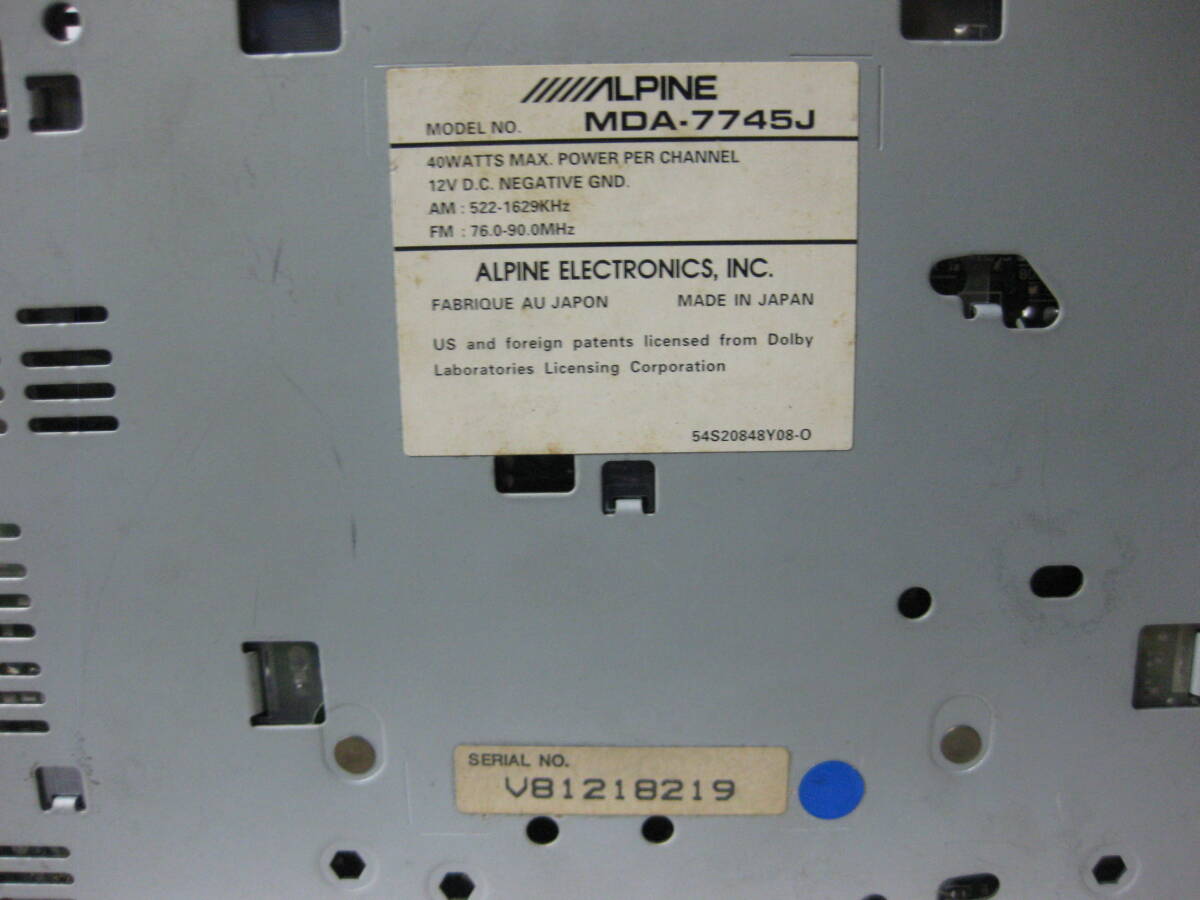 ALPINE
MODEL NO. MDA-7745J
40WATTS MAX. POWER PER CHANNEL
12V D.C. NEGATIVE GND.
AM : 522-1629KHz
FM : 76.0-90.0MHz
ALPINE ELECTRONICS, INC.
FABRIQUE AU JAPON MADE IN JAPAN
US and foreign patents licensed from Dolby
Laboratories Licensing Corporation
54S20848Y08-O
SERIAL NO.
V81218219